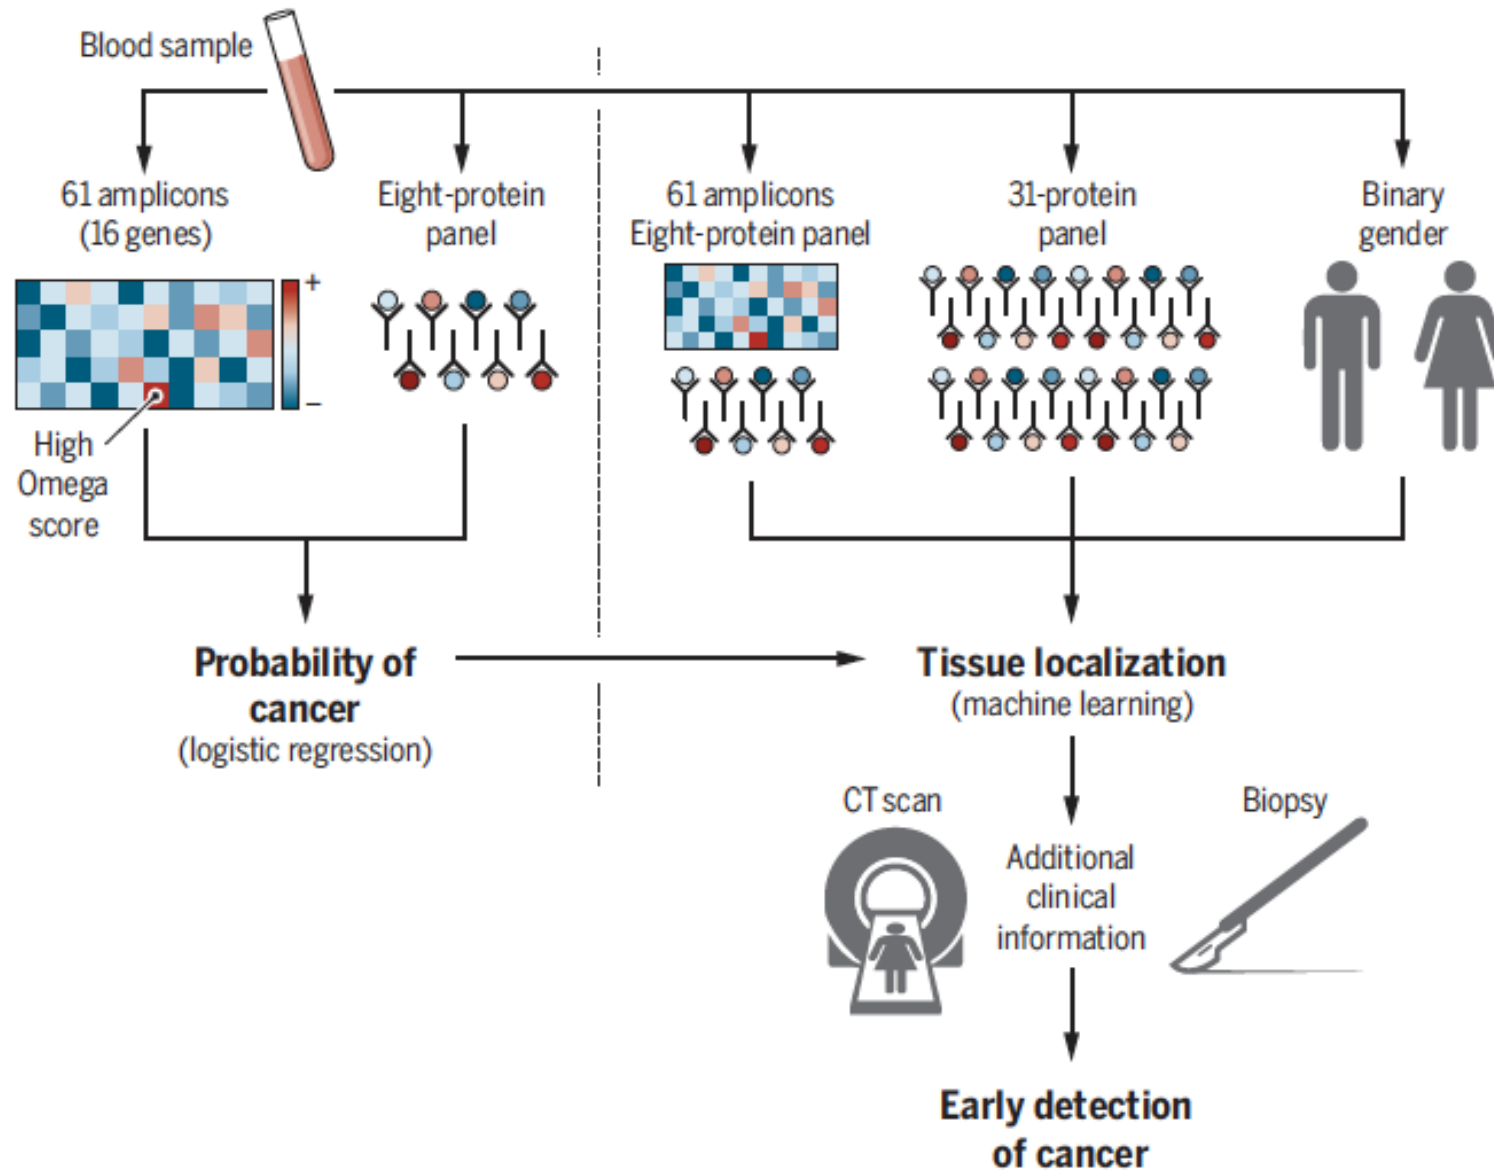 Blood sample
61 amplicons
(16 genes)
+
–
High
Omega
score
Eight-protein
panel
61 amplicons
Eight-protein panel
31-protein
panel
Binary
gender
Probability of
cancer
(logistic regression)
Tissue localization
(machine learning)
CT scan
Additional
clinical
information
Biopsy
Early detection
of cancer